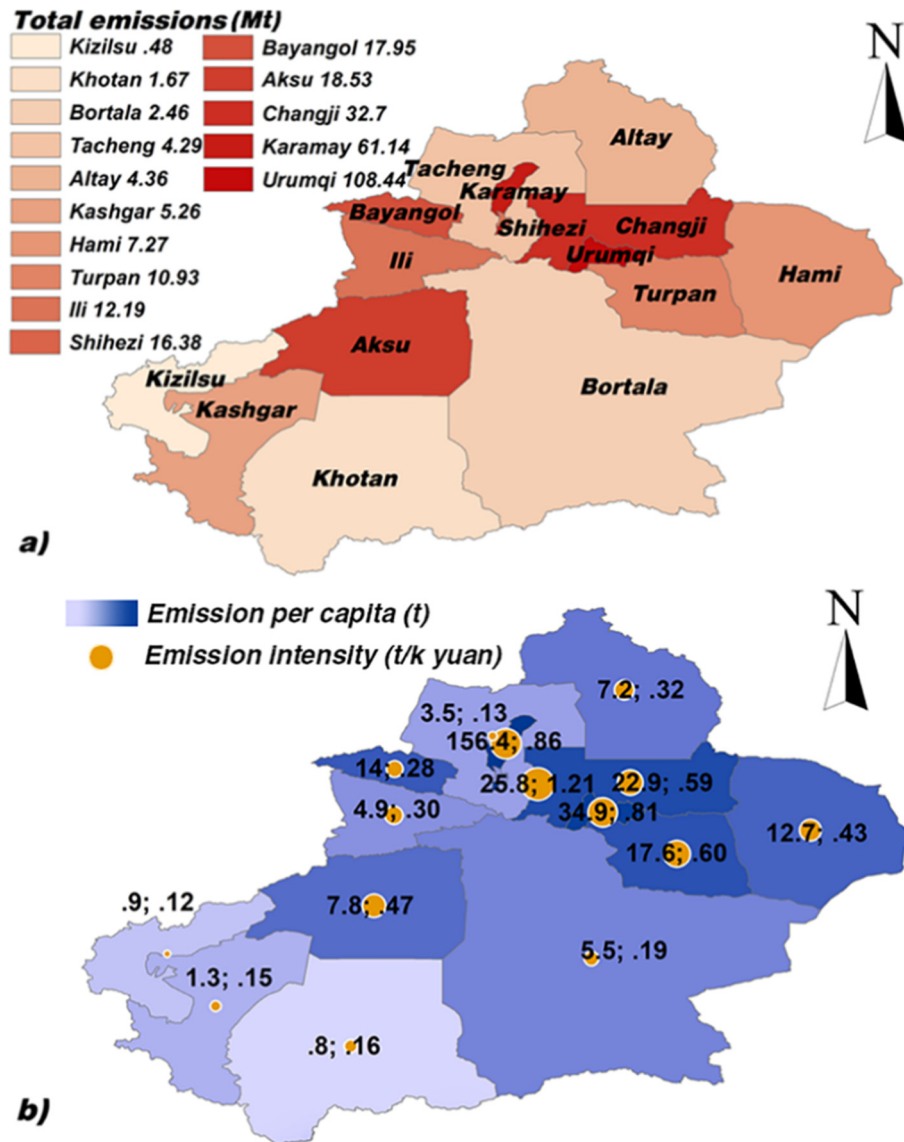 Total emissions (Mt)
Kizilsu .48
Khotan 1.67
Bortala 2.46
Tacheng 4.29
Altay 4.36
Kashgar 5.26
Hami 7.27
Turpan 10.93
Ili 12.19
Shihezi 16.38
Bayangol 17.95
Aksu 18.53
Changji 32.7
Karamay 61.14
Urumqi 108.44
N
Altay
Tacheng
Karamay
Bayangol
Shihezi
Changji
Ili
Urumqi
Hami
Turpan
Aksu
Kizilsu
Bortala
Kashgar
Khotan
a)
Emission per capita (t)
Emission intensity (t/k yuan)
N
7.2; .32
3.5; .13
156.4; .86
14; .28
25.8; 1.21
22.9; .59
4.9; .30
34.9; .81
12.7; .43
17.6; .60
7.8; .47
.9; .12
5.5; .19
1.3; .15
.8; .16
b)